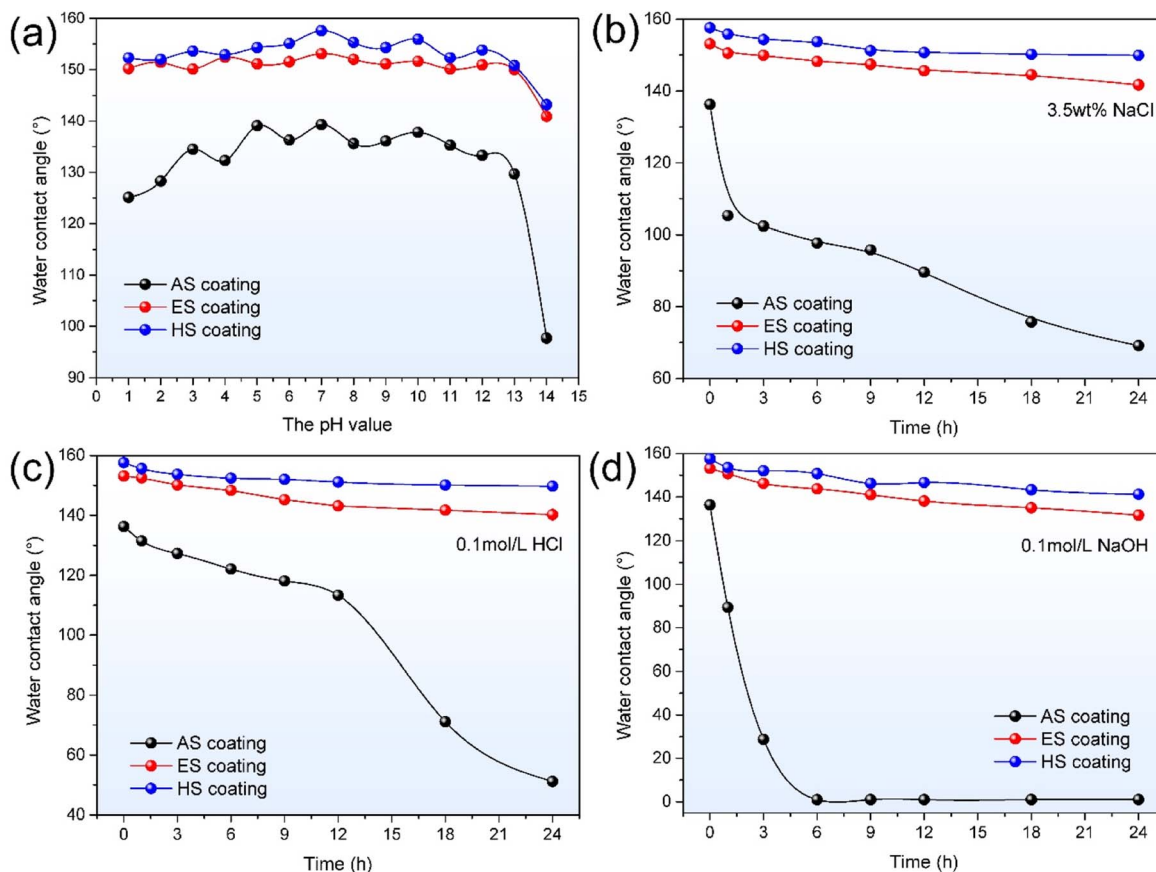 (a)
Water contact angle (°)
160
150
140
130
120
110
100
90
AS coating
ES coating
HS coating
0 1 2 3 4 5 6 7 8 9 10 11 12 13 14 15
The pH value
(b)
Water contact angle (°)
160
140
120
100
80
60
3.5wt% NaCl
AS coating
ES coating
HS coating
0 3 6 9 12 15 18 21 24
Time (h)
(c)
Water contact angle (°)
160
140
120
100
80
60
40
0.1mol/L HCl
AS coating
ES coating
HS coating
0 3 6 9 12 15 18 21 24
Time (h)
(d)
Water contact angle (°)
160
140
120
100
80
60
40
20
0
0.1mol/L NaOH
AS coating
ES coating
HS coating
0 3 6 9 12 15 18 21 24
Time (h)